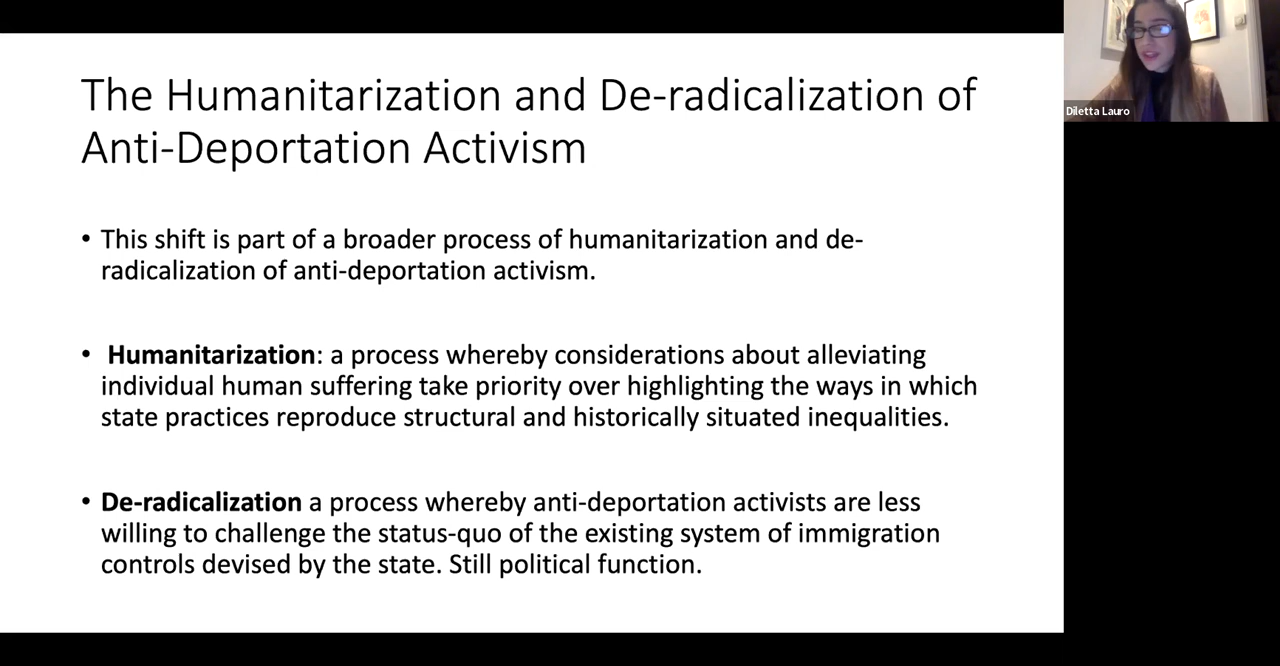 The Humanitarization and De-radicalization of
Anti-Deportation Activism
• This shift is part of a broader process of humanitarization and de-
radicalization of anti-deportation activism.
• Humanitarization: a process whereby considerations about alleviating
individual human suffering take priority over highlighting the ways in which
state practices reproduce structural and historically situated inequalities.
• De-radicalization a process whereby anti-deportation activists are less
willing to challenge the status-quo of the existing system of immigration
controls devised by the state. Still political function.
Diletta Lauro